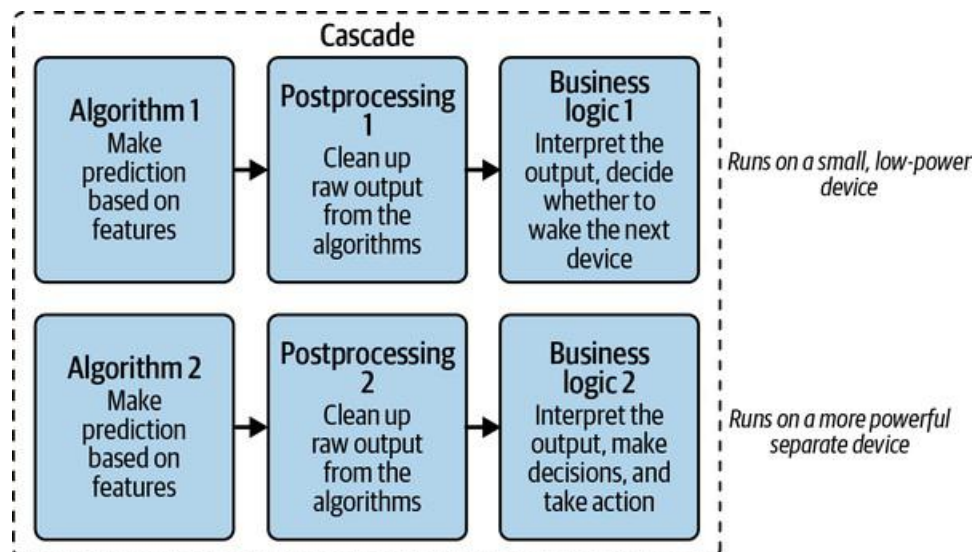 Cascade
Algorithm 1
Make
prediction
based on
features
Postprocessing
1
Clean up
raw output
from the
algorithms
Business
logic 1
Interpret the
output, decide
whether to
wake the next
device
Runs on a small, low-power
device
Algorithm 2
Make
prediction
based on
features
Postprocessing
2
Clean up
raw output
from the
algorithms
Business
logic 2
Interpret the
output, make
decisions, and
take action
Runs on a more powerful
separate device